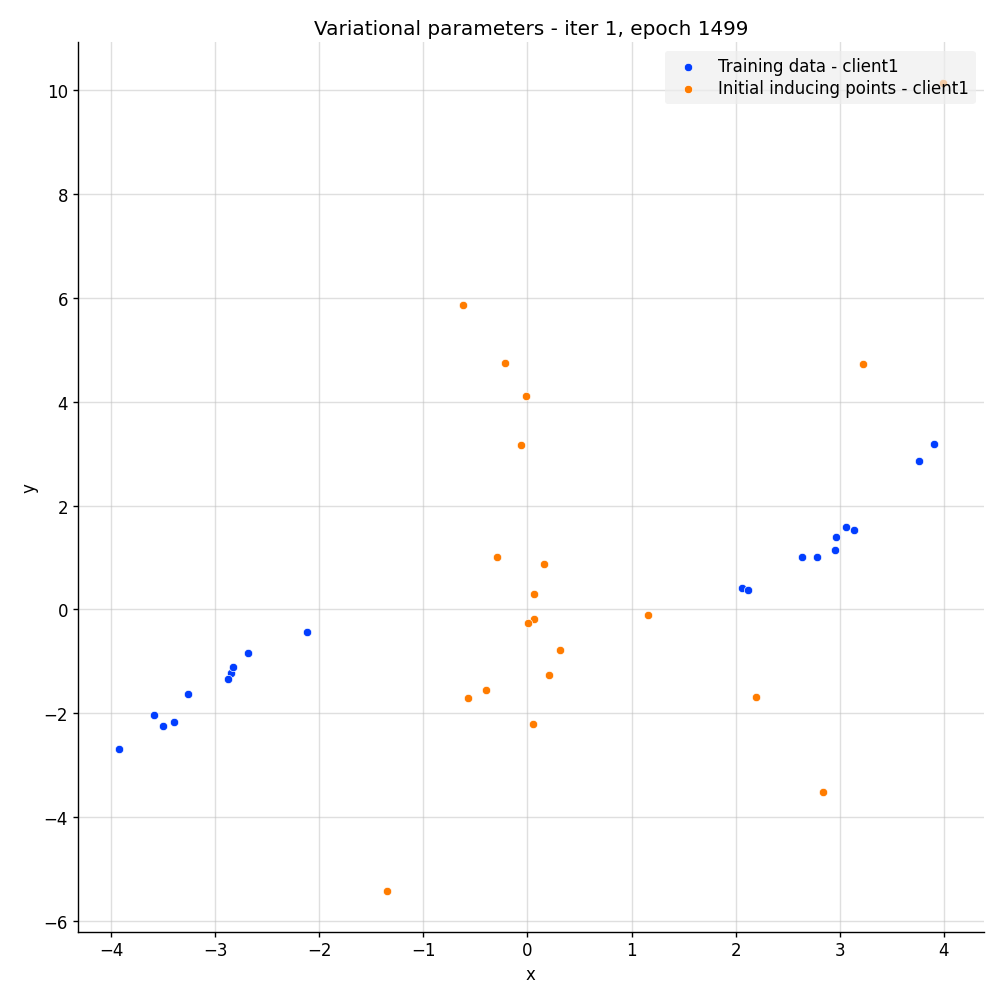 Variational parameters - iter 1, epoch 1499
Training data - client1
Initial inducing points - client1
10
8
6
4
2
0
−2
−4
−6
y
−4 −3 −2 −1 0 1 2 3 4
x